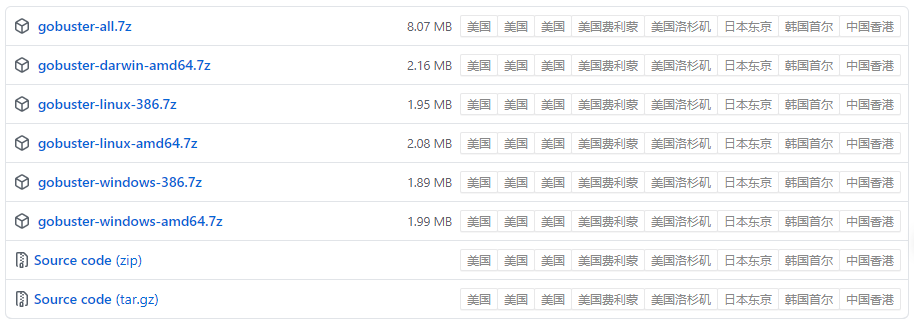 gobuster-all.7z 8.07 MB 美国 美国 美国 美国费利蒙 美国洛杉矶 日本东京 韩国首尔 中国香港
gobuster-darwin-amd64.7z 2.16 MB 美国 美国 美国 美国费利蒙 美国洛杉矶 日本东京 韩国首尔 中国香港
gobuster-linux-386.7z 1.95 MB 美国 美国 美国 美国费利蒙 美国洛杉矶 日本东京 韩国首尔 中国香港
gobuster-linux-amd64.7z 2.08 MB 美国 美国 美国 美国费利蒙 美国洛杉矶 日本东京 韩国首尔 中国香港
gobuster-windows-386.7z 1.89 MB 美国 美国 美国 美国费利蒙 美国洛杉矶 日本东京 韩国首尔 中国香港
gobuster-windows-amd64.7z 1.99 MB 美国 美国 美国 美国费利蒙 美国洛杉矶 日本东京 韩国首尔 中国香港
Source code (zip) 美国 美国 美国 美国费利蒙 美国洛杉矶 日本东京 韩国首尔 中国香港
Source code (tar.gz) 美国 美国 美国 美国费利蒙 美国洛杉矶 日本东京 韩国首尔 中国香港